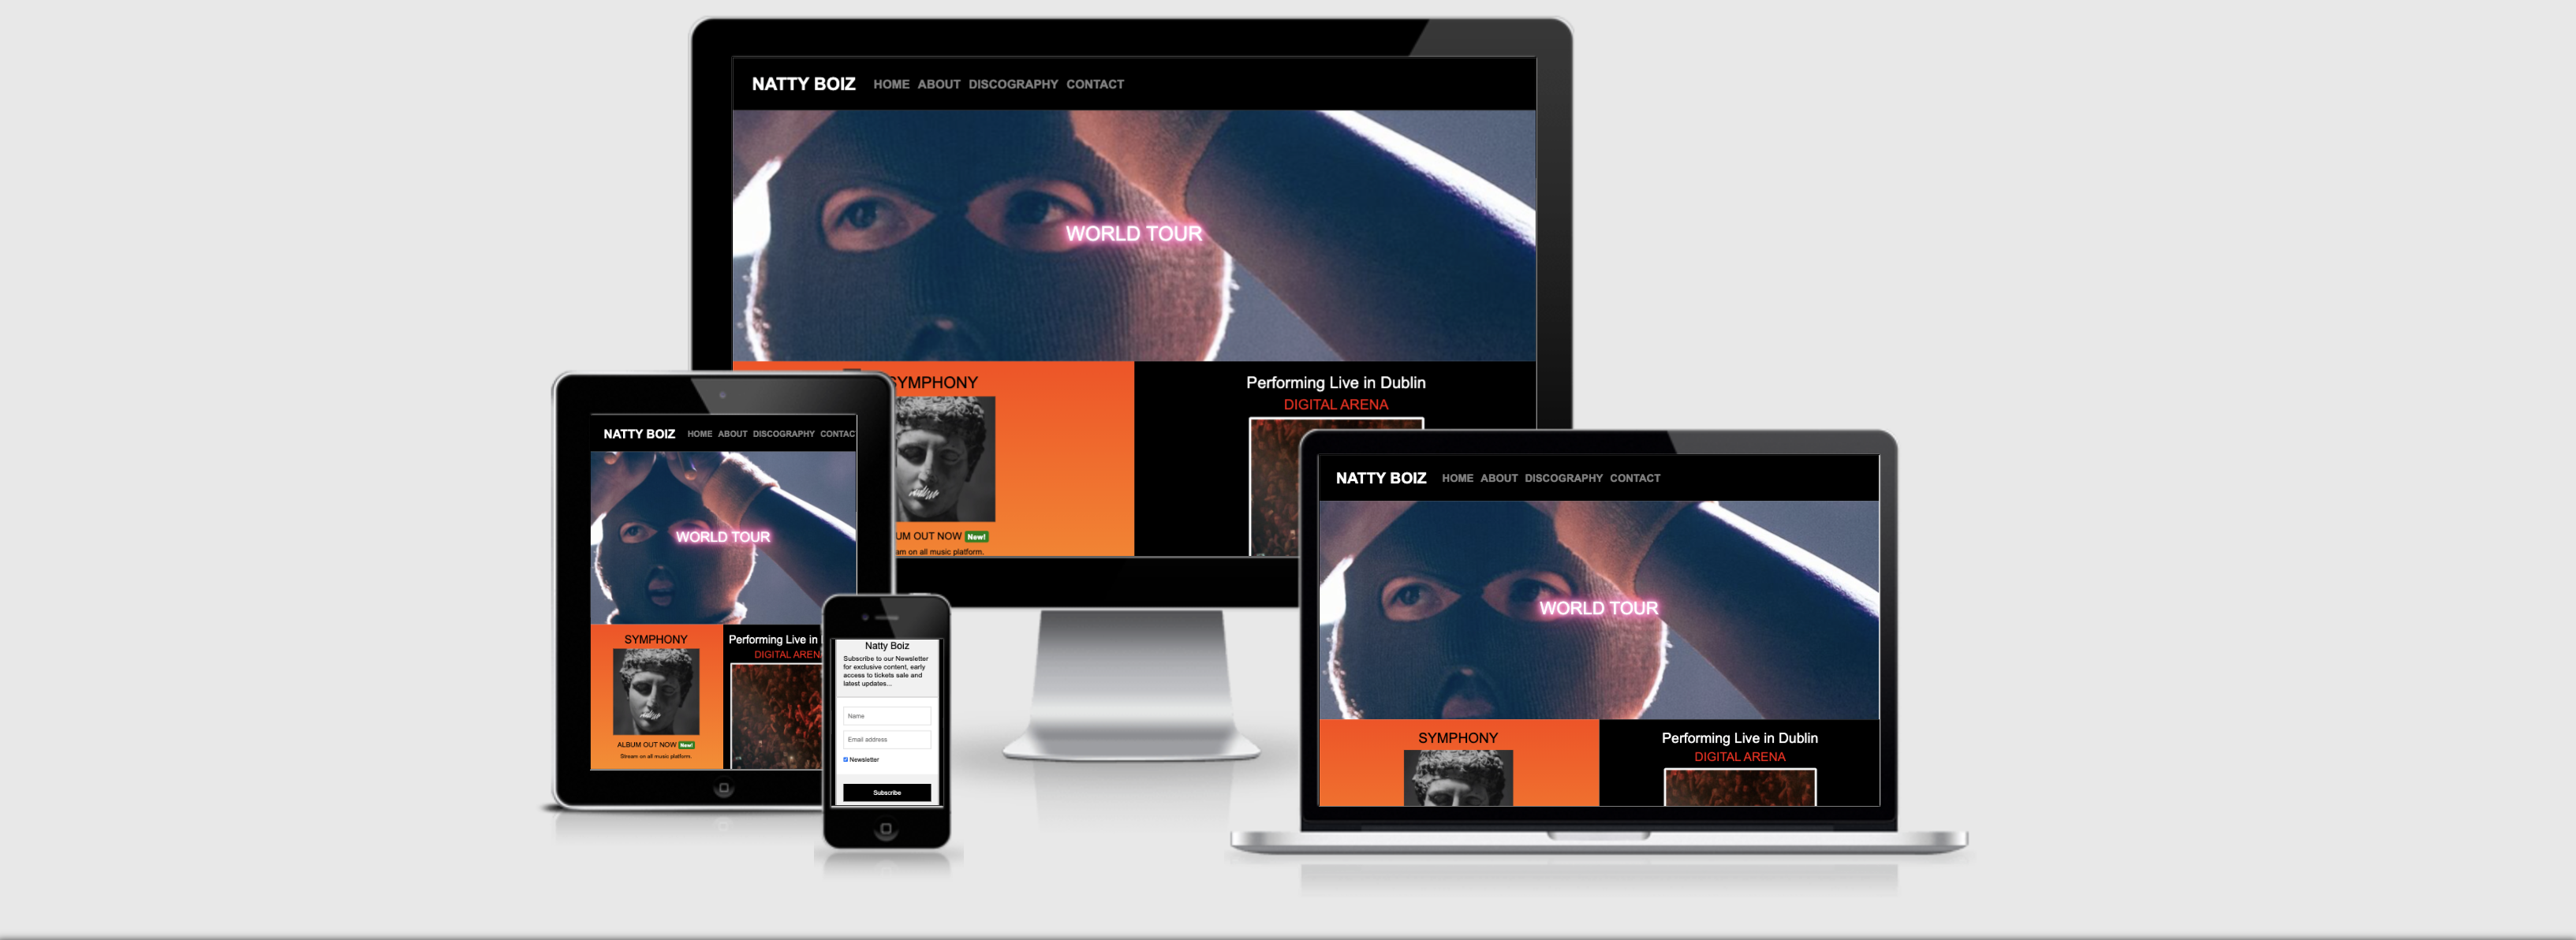 NATTY BOIZ HOME ABOUT DISCOGRAPHY CONTACT
WORLD TOUR
SYMPHONY
OUT NOW New!
on all music platform.
Performing Live in Dublin
DIGITAL ARENA
NATTY BOIZ HOME ABOUT DISCOGRAPHY CONTAC
WORLD TOUR
SYMPHONY
ALBUM OUT NOW New!
Stream on all music platform.
Performing Live in
DIGITAL AREN
Natty Boiz
Subscribe to our Newsletter
for exclusive content, early
access to tickets sale and
latest updates...
Name
Email address
Newsletter
Subscribe
NATTY BOIZ HOME ABOUT DISCOGRAPHY CONTACT
WORLD TOUR
SYMPHONY
Performing Live in Dublin
DIGITAL ARENA